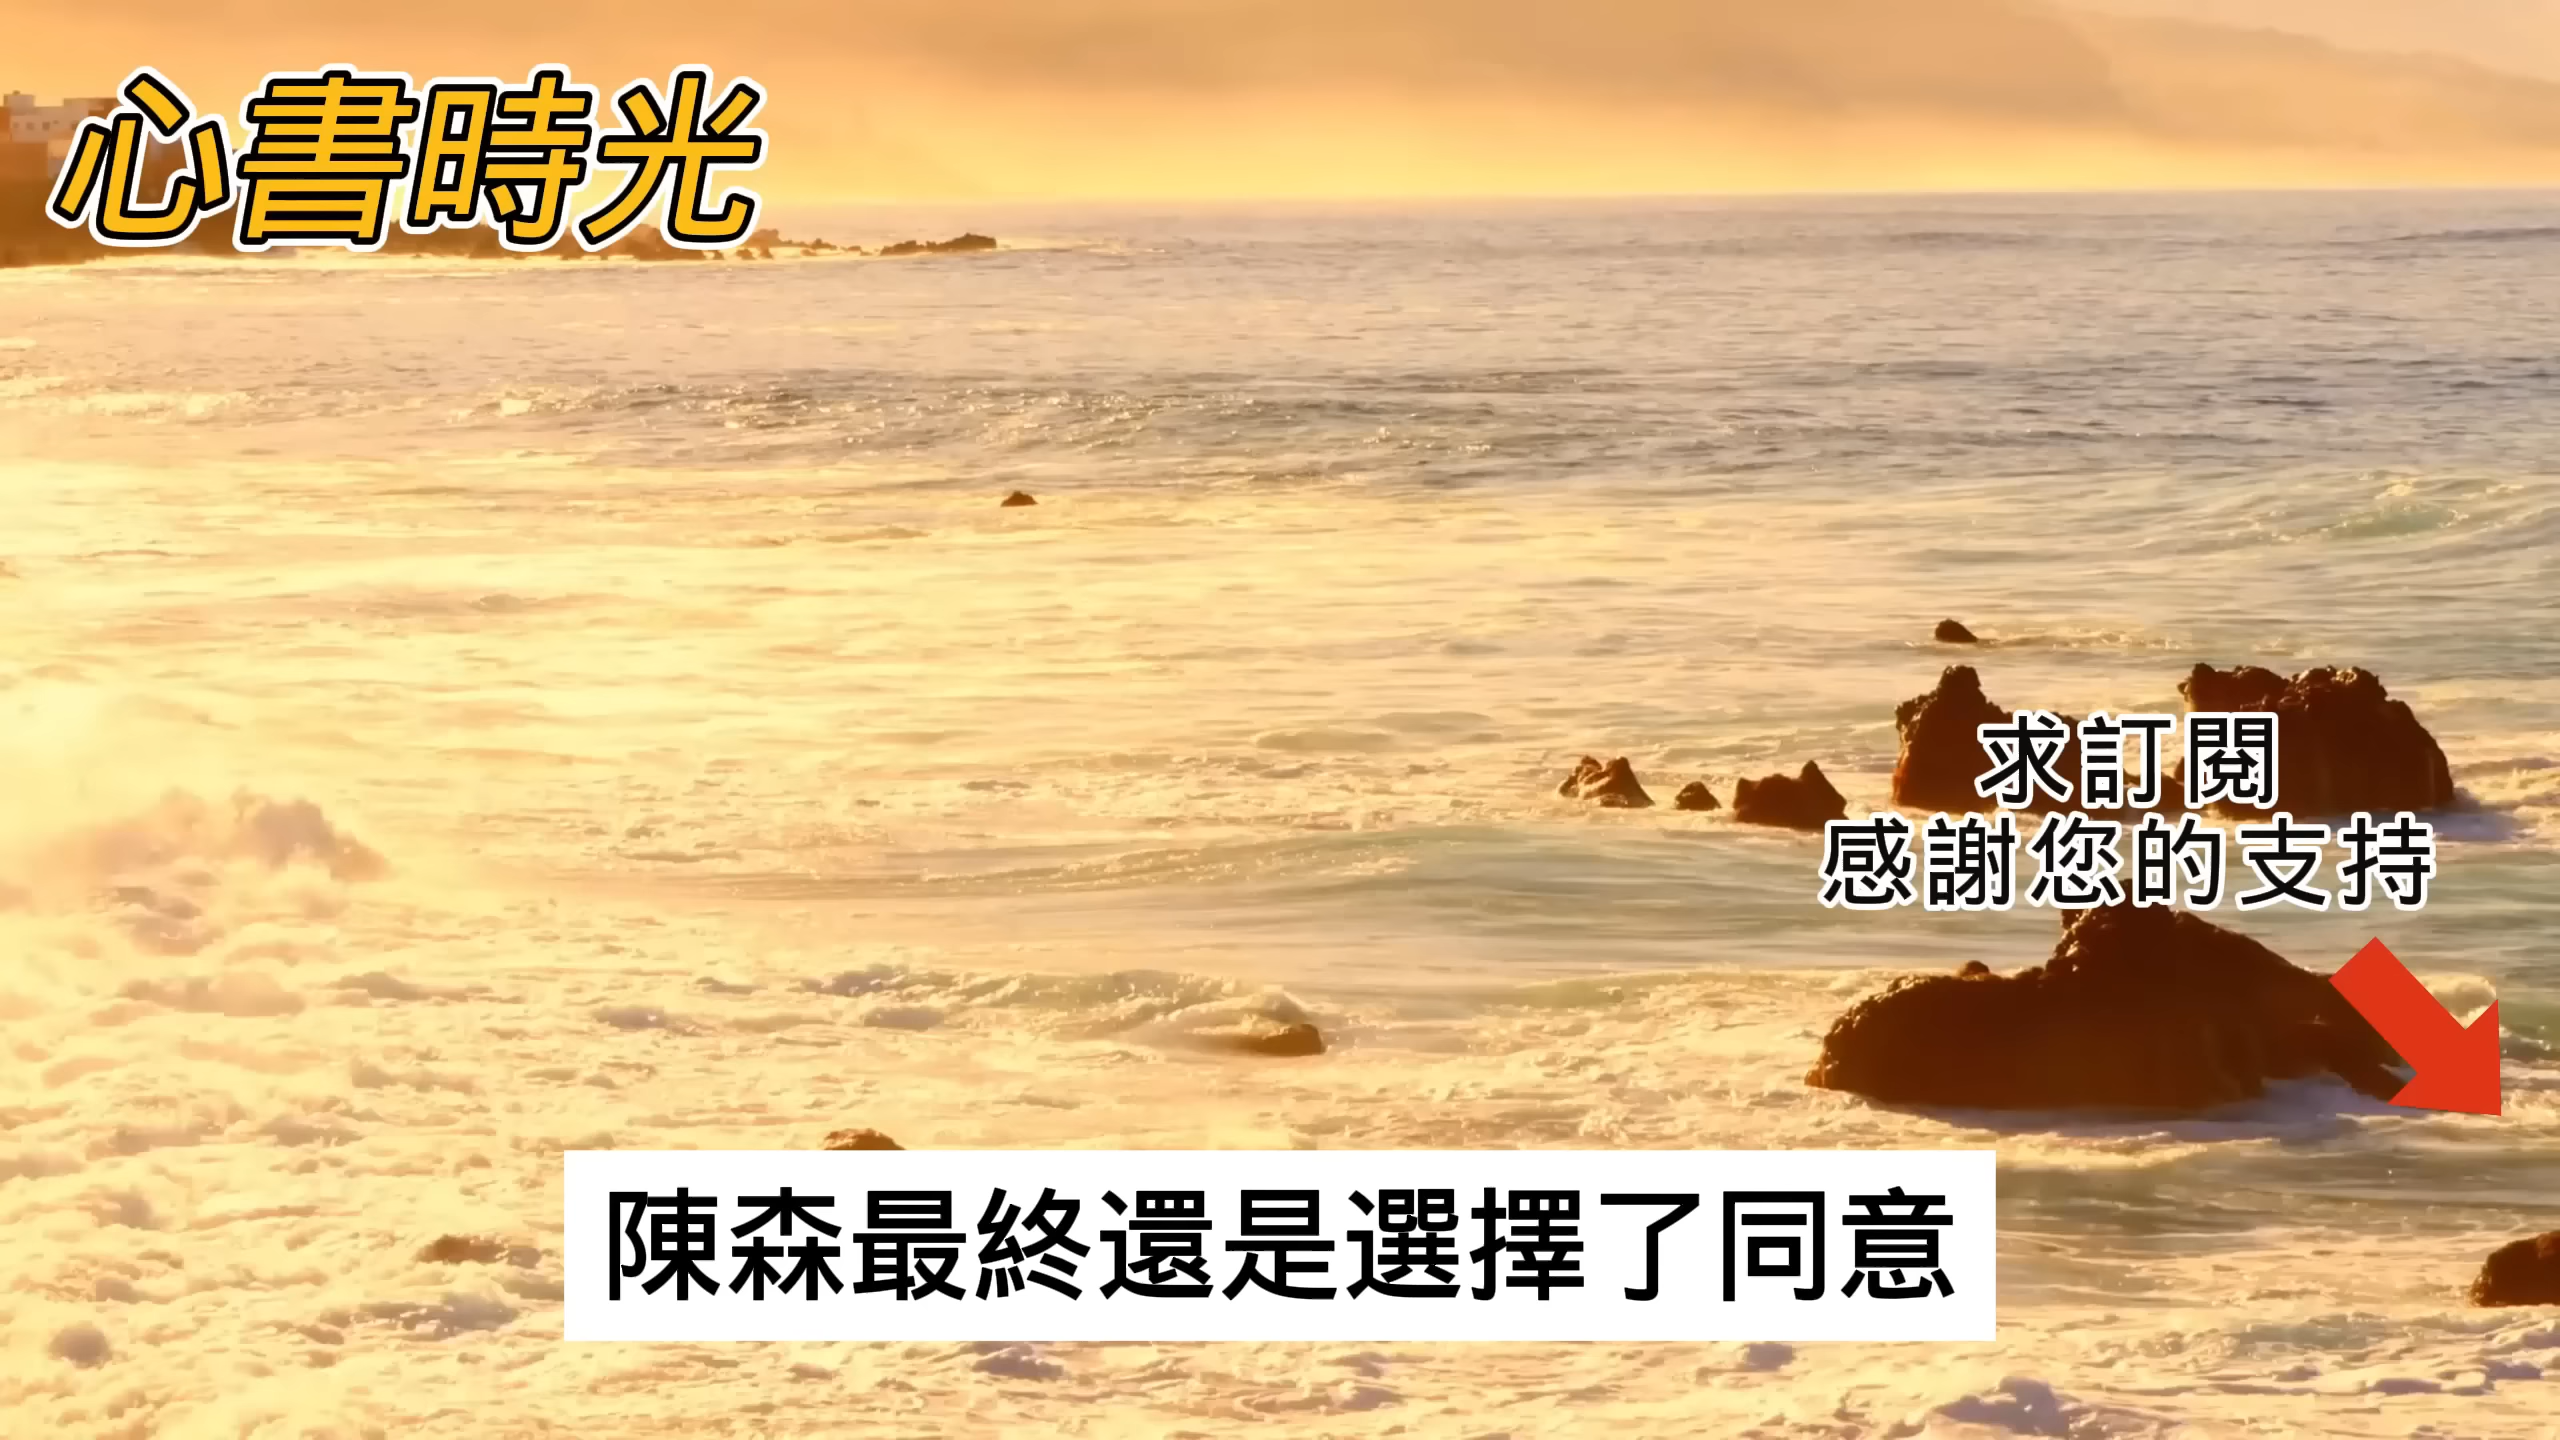 心書時光
求訂閱
感謝您的支持
陳森最終還是選擇了同意